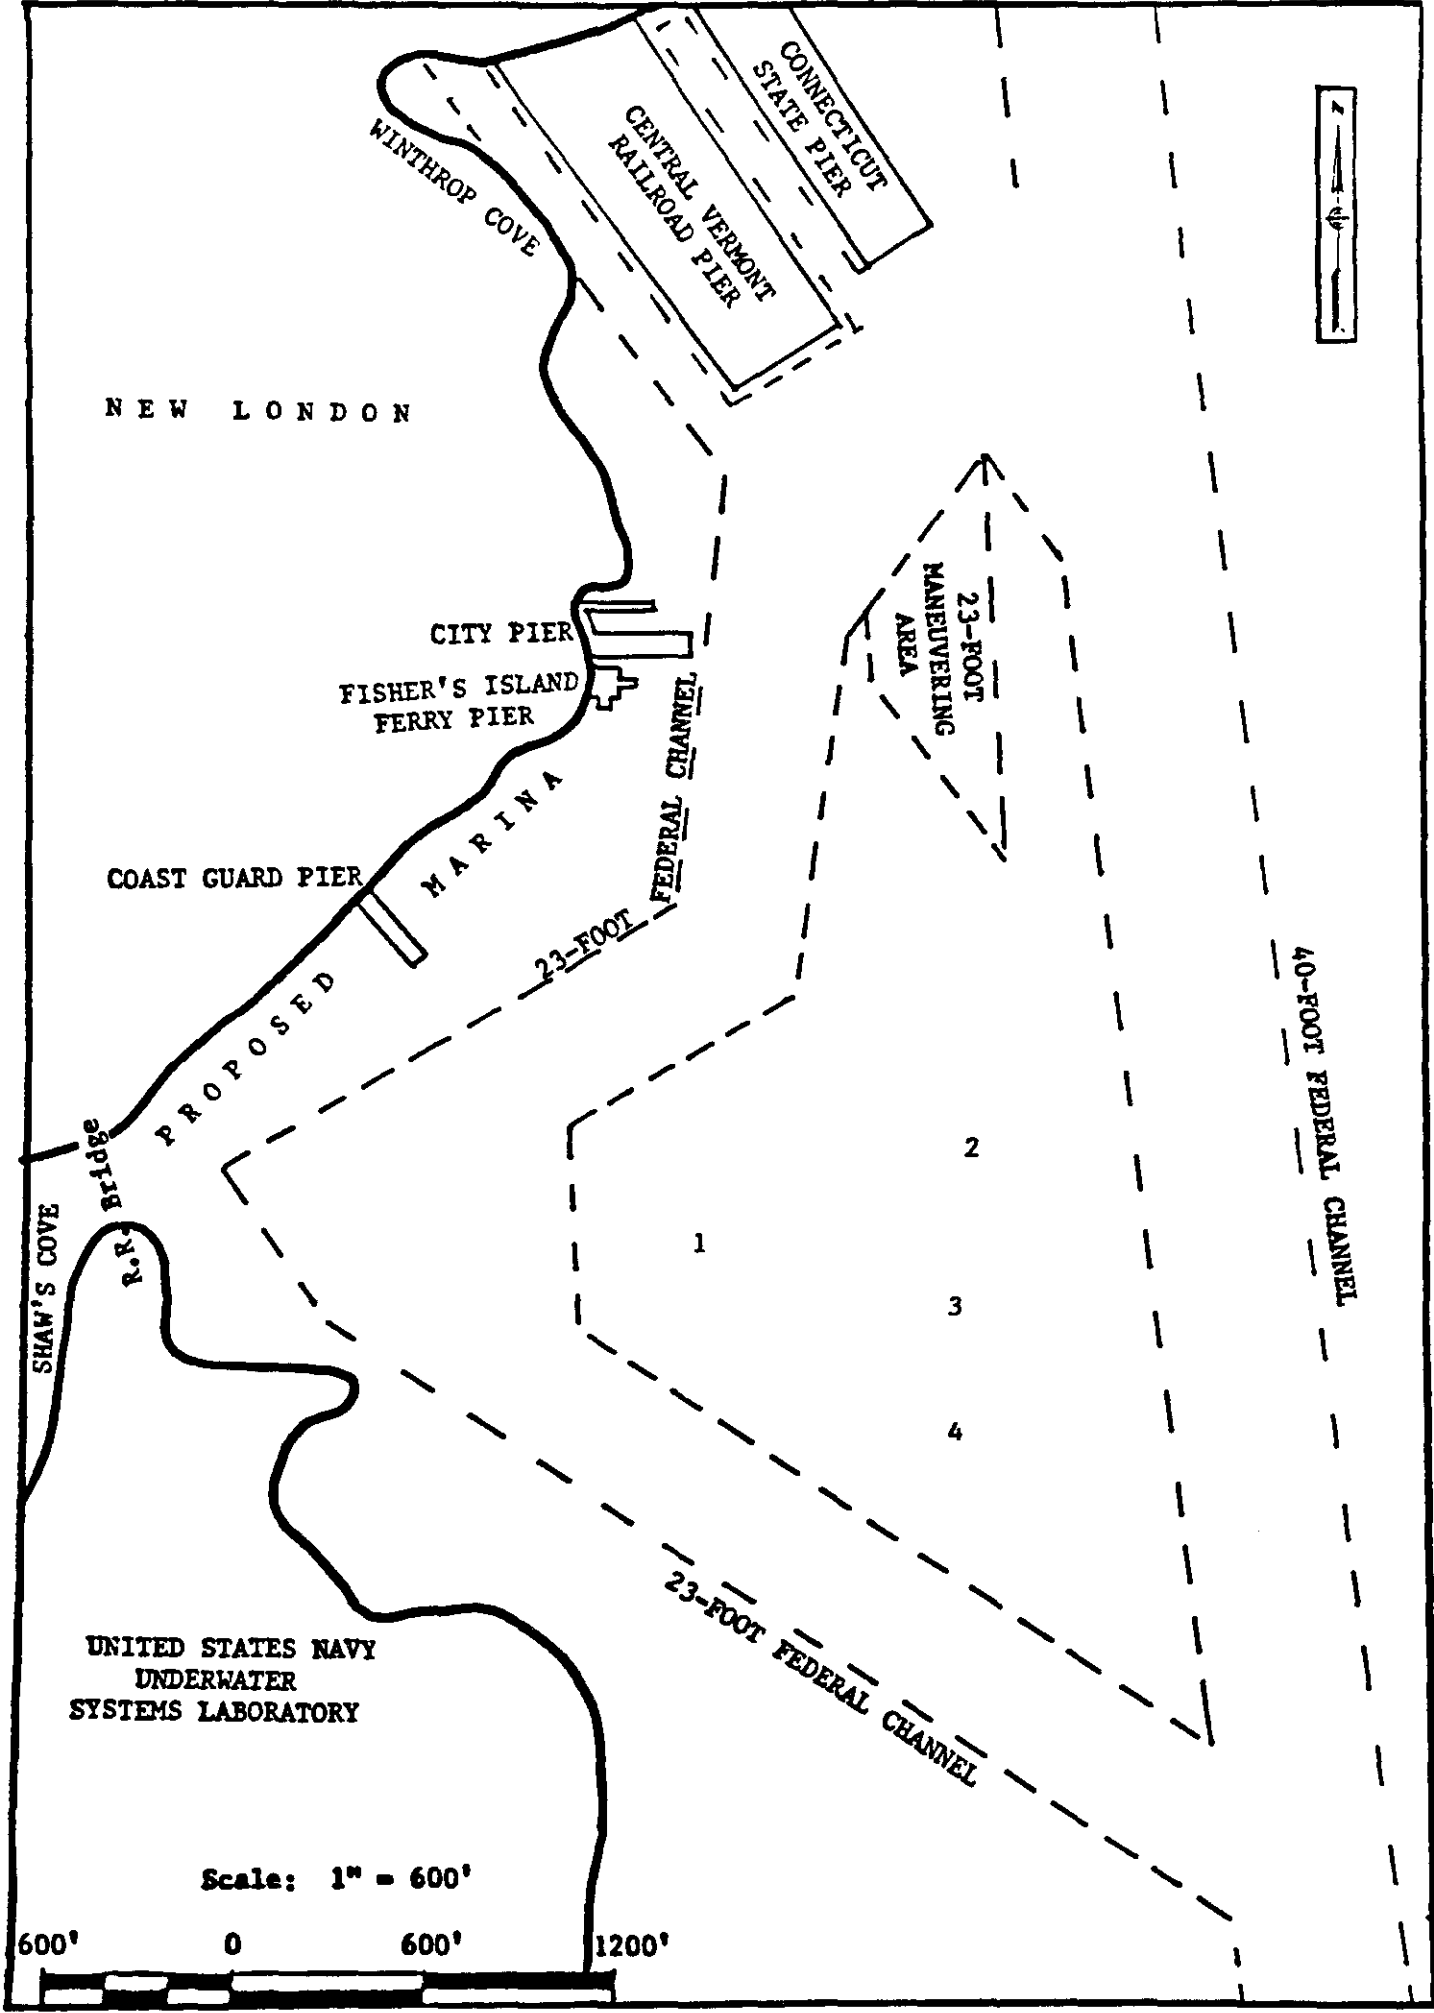 CONNECTICUT
STATE PIER
CENTRAL VERMONT
RAILROAD PIER
N
WINTHROP COVE
NEW LONDON
23-FOOT
MANEUVERING
AREA
CITY PIER
FISHER'S ISLAND
FERRY PIER
COAST GUARD PIER
PROPOSED MARINA
23-FOOT FEDERAL CHANNEL
40-FOOT FEDERAL CHANNEL
R.R. Bridge
SHAW'S COVE
2
1
3
4
23-FOOT FEDERAL CHANNEL
UNITED STATES NAVY
UNDERWATER
SYSTEMS LABORATORY
Scale: 1" = 600'
600' 0 600' 1200'